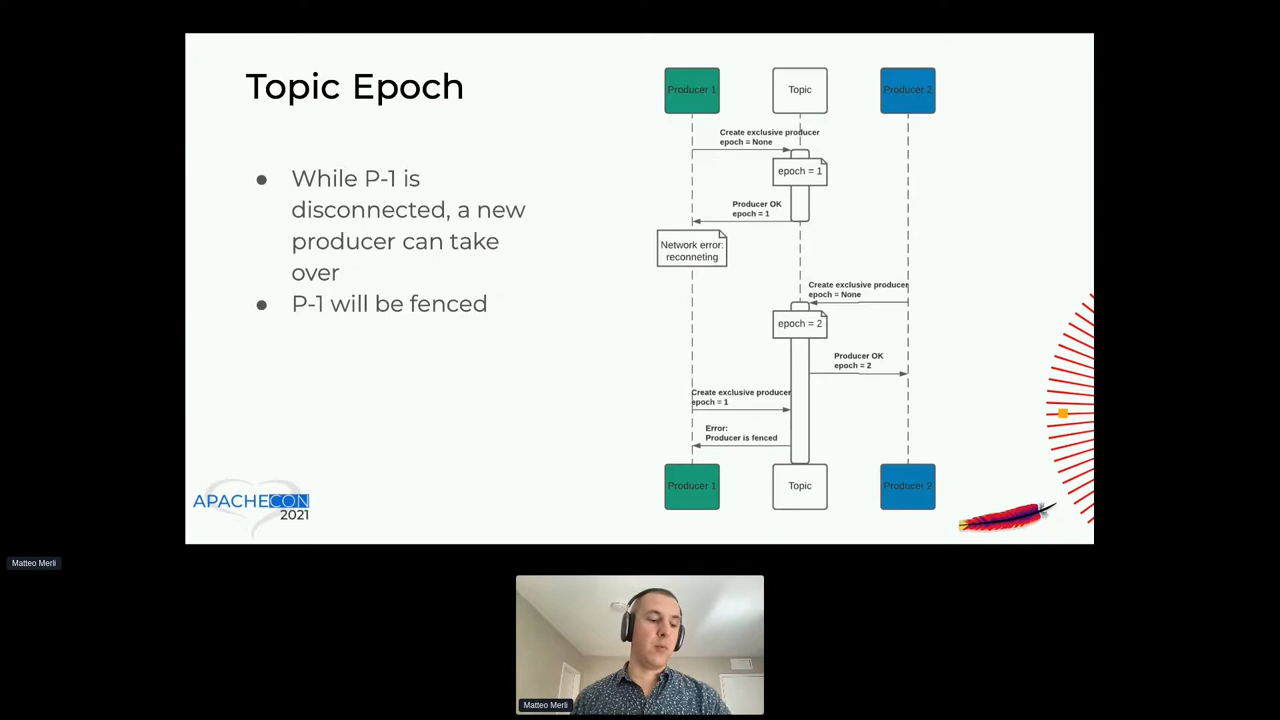 Topic Epoch
● While P-1 is
disconnected, a new
producer can take
over
● P-1 will be fenced
Producer 1
Topic
Producer 2
Create exclusive producer
epoch = None
epoch = 1
Producer OK
epoch = 1
Network error:
reconneting
Create exclusive producer
epoch = None
epoch = 2
Producer OK
epoch = 2
Create exclusive producer
epoch = 1
Error:
Producer is fenced
Producer 1
Topic
Producer 2
APACHECON
2021
Matteo Merli
Matteo Merli